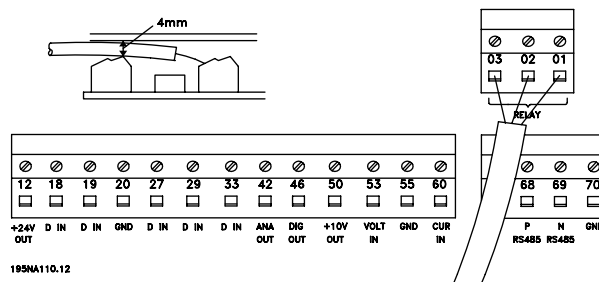 4mm
03 02 01
RELAY
12 18 19 20 27 29 33 42 46 50 53 55 60 68 69 70
+24V OUT D IN D IN GND D IN D IN D IN ANA OUT DIG OUT +10V OUT VOLT IN GND CUR IN P RS485 N RS485 GND
195NA110.12